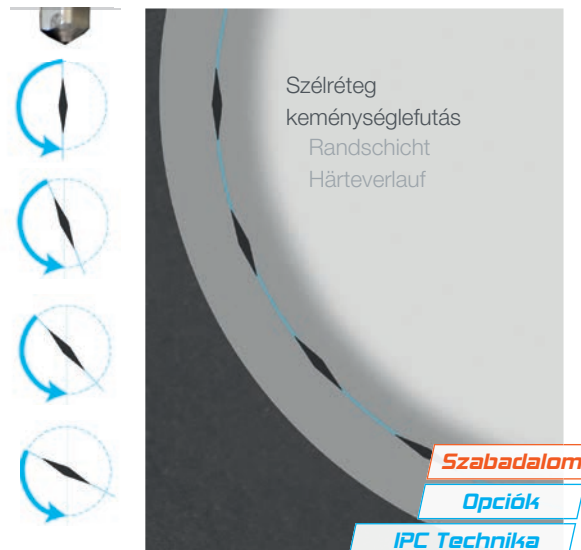 Szélréteg
keménységlefutás
Randschicht
Härteverlauf
Szabadalom
Opciók
IPC Technika